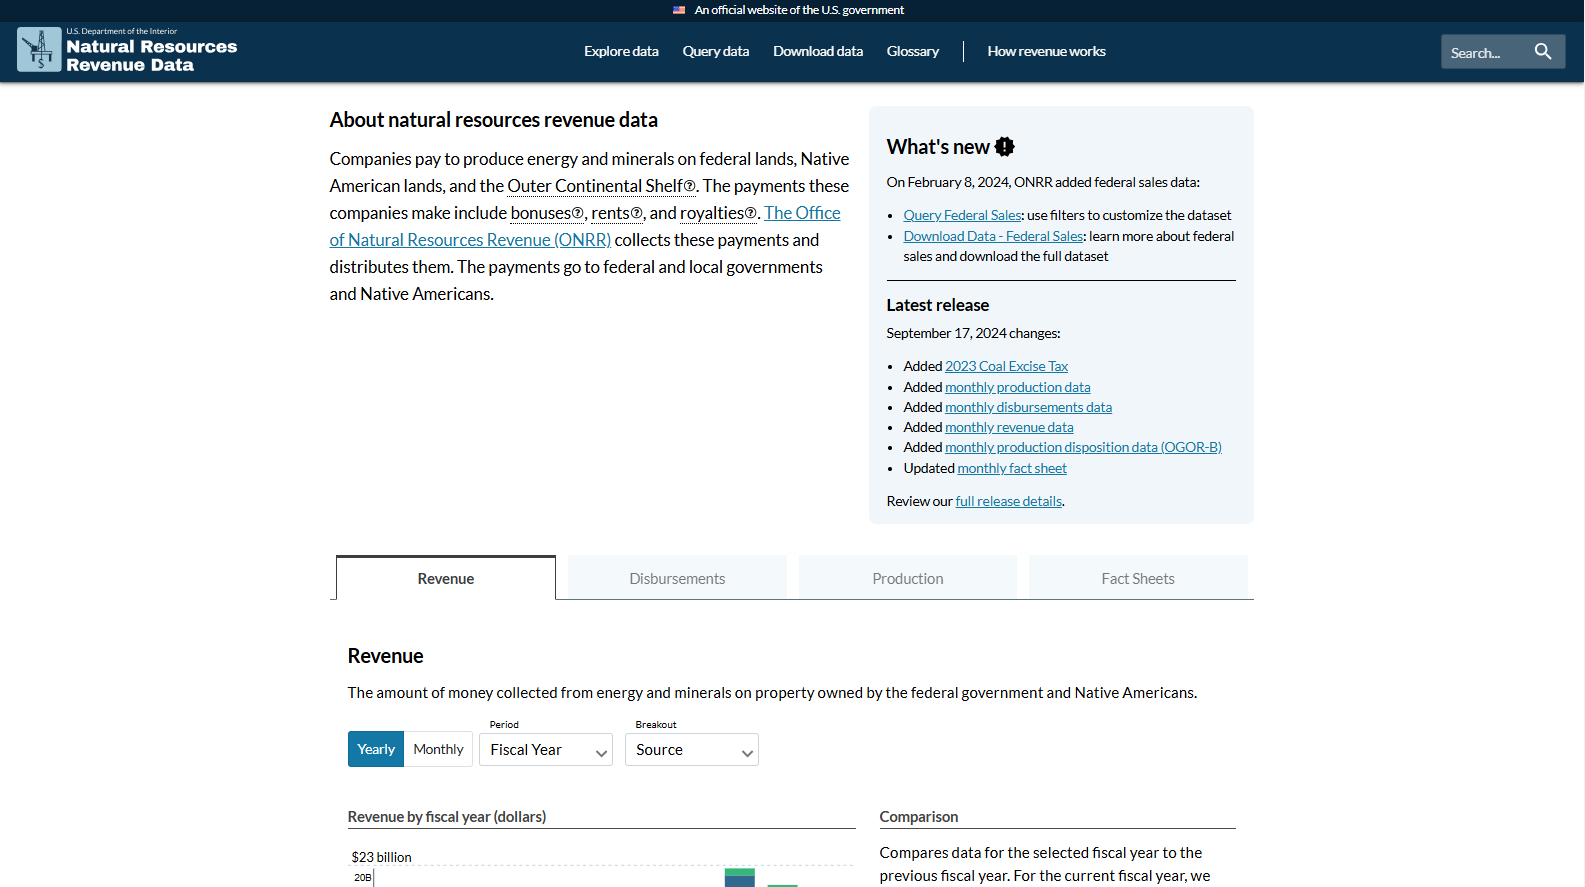 An official website of the U.S. government
U.S. Department of the Interior
Natural Resources
Revenue Data
Explore data
Query data
Download data
Glossary
How revenue works
Search...
About natural resources revenue data
Companies pay to produce energy and minerals on federal lands, Native
American lands, and the Outer Continental Shelf. The payments these
companies make include bonuses, rents, and royalties. The Office
of Natural Resources Revenue (ONRR) collects these payments and
distributes them. The payments go to federal and local governments
and Native Americans.
What's new
On February 8, 2024, ONRR added federal sales data:
• Query Federal Sales: use filters to customize the dataset
• Download Data - Federal Sales: learn more about federal
sales and download the full dataset
Latest release
September 17, 2024 changes:
• Added 2023 Coal Excise Tax
• Added monthly production data
• Added monthly disbursements data
• Added monthly revenue data
• Added monthly production disposition data (OGOR-B)
• Updated monthly fact sheet
Review our full release details.
Revenue
Disbursements
Production
Fact Sheets
Revenue
The amount of money collected from energy and minerals on property owned by the federal government and Native Americans.
Yearly
Monthly
Period
Fiscal Year
Breakout
Source
Revenue by fiscal year (dollars)
$23 billion
20B
Comparison
Compares data for the selected fiscal year to the
previous fiscal year. For the current fiscal year, we